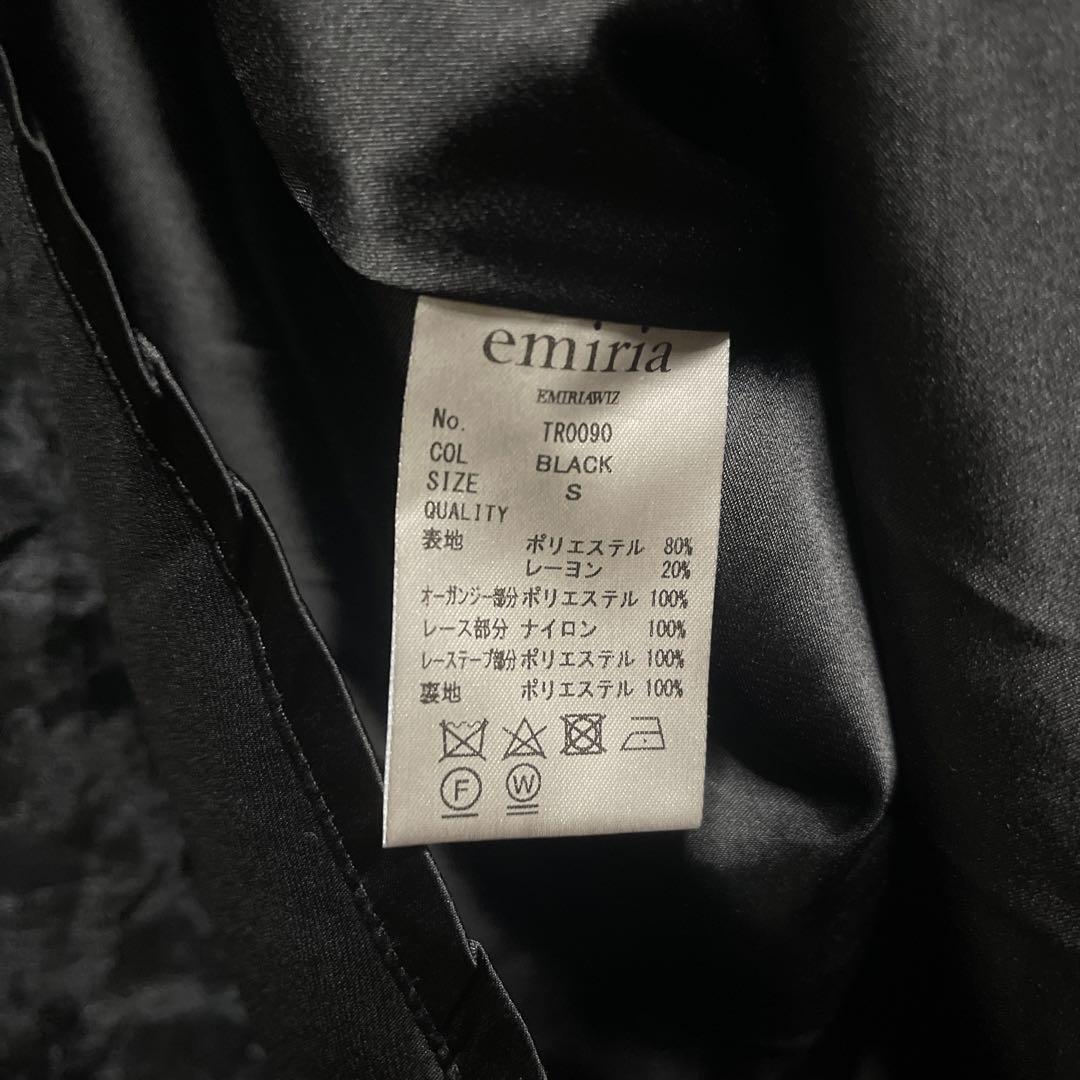 emiria
EMIRIAWIZ
No. TR0090
COL BLACK
SIZE S
QUALITY
表地 ポリエステル 80%
レーヨン 20%
オーガンジー部分 ポリエステル 100%
レース部分 ナイロン 100%
レーステープ部分 ポリエステル 100%
裏地 ポリエステル 100%
F W